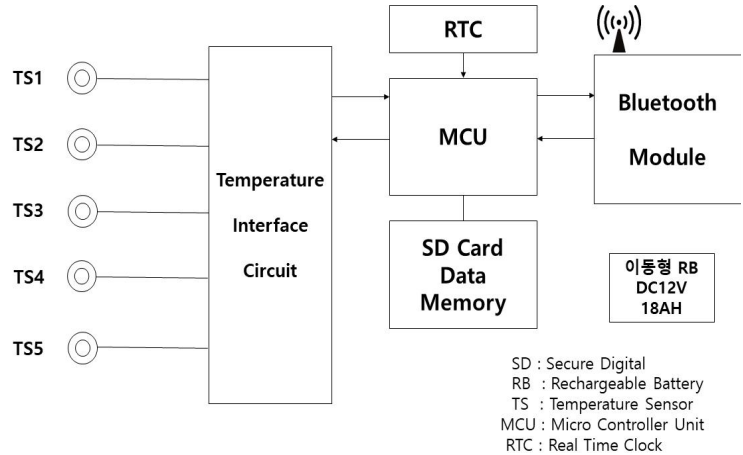 RTC
TS1
TS2
TS3
TS4
TS5
Temperature
Interface
Circuit
MCU
Bluetooth
Module
SD Card
Data
Memory
이동형 RB
DC12V
18AH
SD : Secure Digital
RB : Rechargeable Battery
TS : Temperature Sensor
MCU : Micro Controller Unit
RTC : Real Time Clock